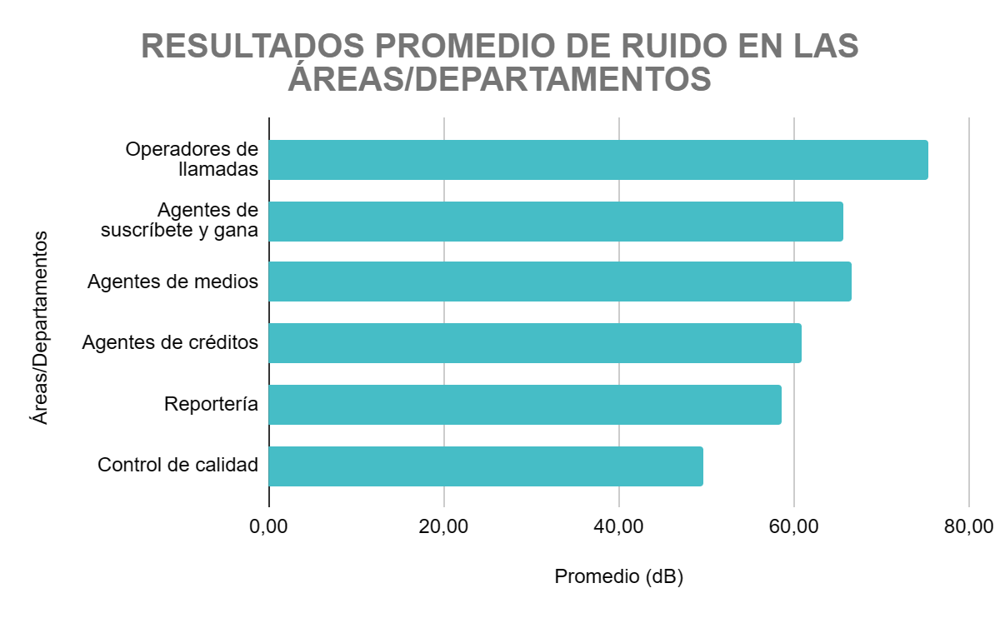 RESULTADOS PROMEDIO DE RUIDO EN LAS
ÁREAS/DEPARTAMENTOS
Áreas/Departamentos
Operadores de
llamadas
Agentes de
suscríbete y gana
Agentes de medios
Agentes de créditos
Reportería
Control de calidad
0,00 20,00 40,00 60,00 80,00
Promedio (dB)